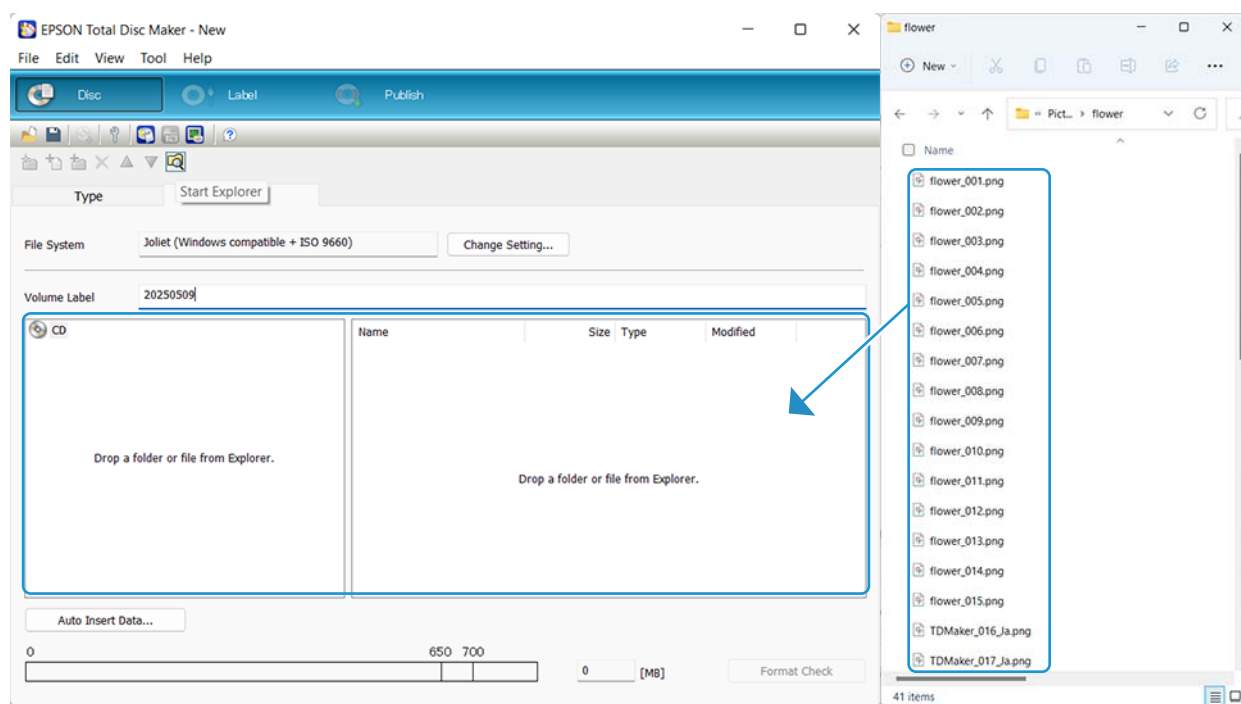 EPSON Total Disc Maker - New
File Edit View Tool Help
Disc Label Publish
Type
Start Explorer
File System Joliet (Windows compatible + ISO 9660) Change Setting...
Volume Label 20250509
CD
Name Size Type Modified
Drop a folder or file from Explorer.
Drop a folder or file from Explorer.
Auto Insert Data...
0 650 700
0 [MB] Format Check
flower
New
« Pict... › flower
Name
flower_001.png
flower_002.png
flower_003.png
flower_004.png
flower_005.png
flower_006.png
flower_007.png
flower_008.png
flower_009.png
flower_010.png
flower_011.png
flower_012.png
flower_013.png
flower_014.png
flower_015.png
TDMaker_016_Ja.png
TDMaker_017_Ja.png
41 items